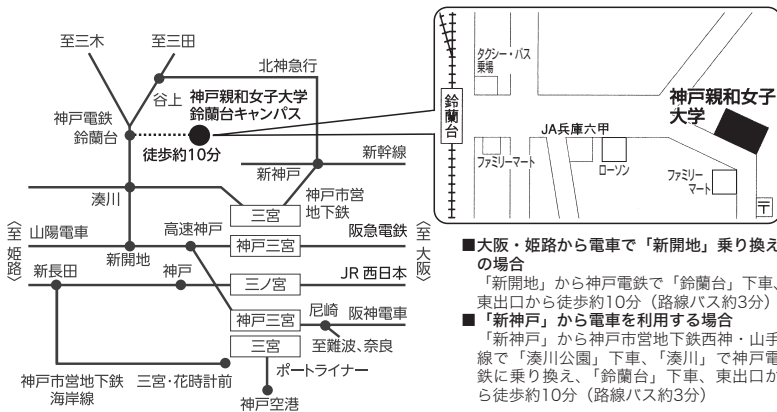 至三木
至三田
北神急行
谷上
神戸親和女子大学
鈴蘭台キャンパス
神戸電鉄
鈴蘭台
徒歩約10分
新幹線
新神戸
神戸市営
地下鉄
湊川
三宮
〈至姫路〉
山陽電車
高速神戸
神戸三宮
阪急電鉄
〈至大阪〉
新開地
新長田
神戸
三ノ宮
JR西日本
神戸三宮
尼崎
阪神電車
至難波、奈良
三宮
ポートライナー
神戸市営地下鉄
海岸線
三宮・花時計前
神戸空港
タクシー・バス
乗場
鈴蘭台
神戸親和女子
大学
JA兵庫六甲
ファミリーマート
ローソン
ファミリー
マート
〒
■大阪・姫路から電車で「新開地」乗り換え
の場合
「新開地」から神戸電鉄で「鈴蘭台」下車、
東出口から徒歩約10分（路線バス約3分）
■「新神戸」から電車を利用する場合
「新神戸」から神戸市営地下鉄西神・山手
線で「湊川公園」下車、「湊川」で神戸電
鉄に乗り換え、「鈴蘭台」下車、東出口か
ら徒歩約10分（路線バス約3分）